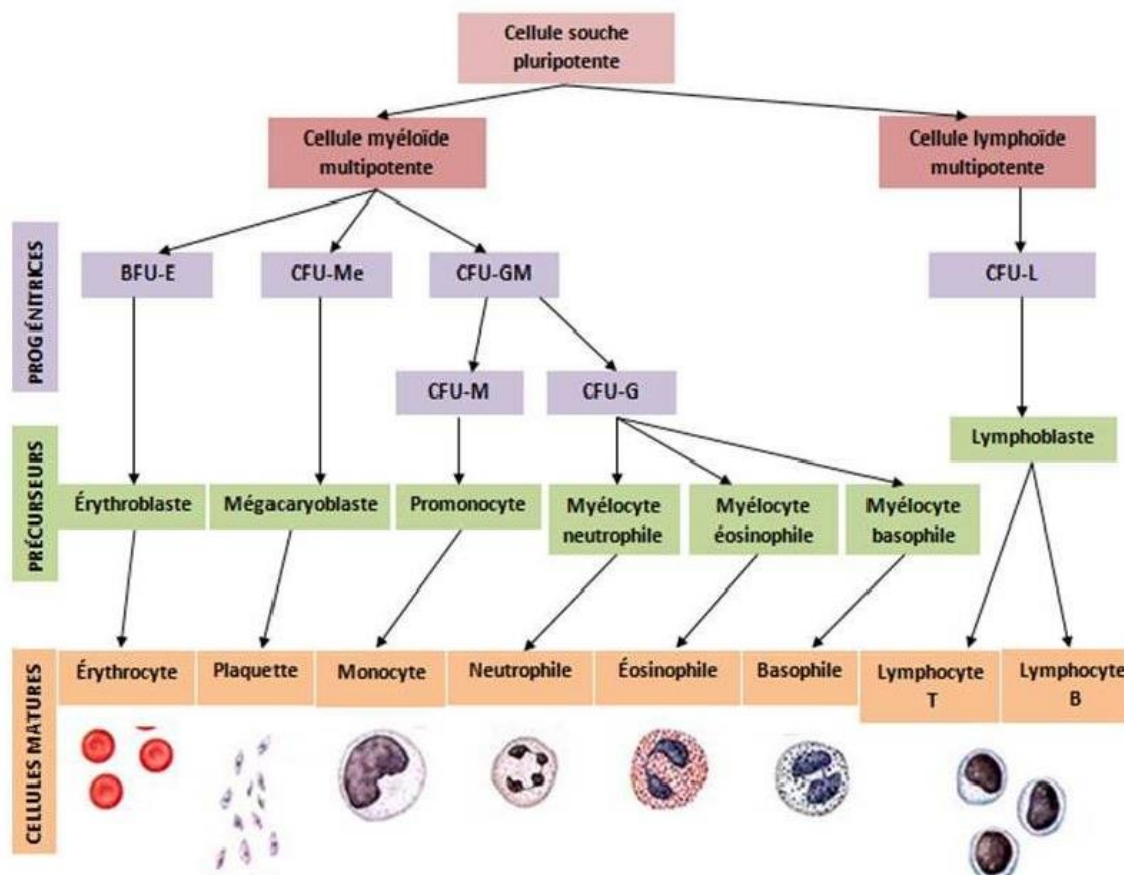 Cellule souche
pluripotente
Cellule myéloïde
multipotente
Cellule lymphoïde
multipotente
PROGÉNITRICES
BFU-E
CFU-Me
CFU-GM
CFU-L
CFU-M
CFU-G
PRÉCURSEURS
Lymphoblaste
Érythroblaste
Mégacaryoblaste
Promonocyte
Myélocyte
neutrophile
Myélocyte
éosinophile
Myélocyte
basophile
CELLULES MATURES
Érythrocyte
Plaquette
Monocyte
Neutrophile
Éosinophile
Basophile
Lymphocyte
T
Lymphocyte
B